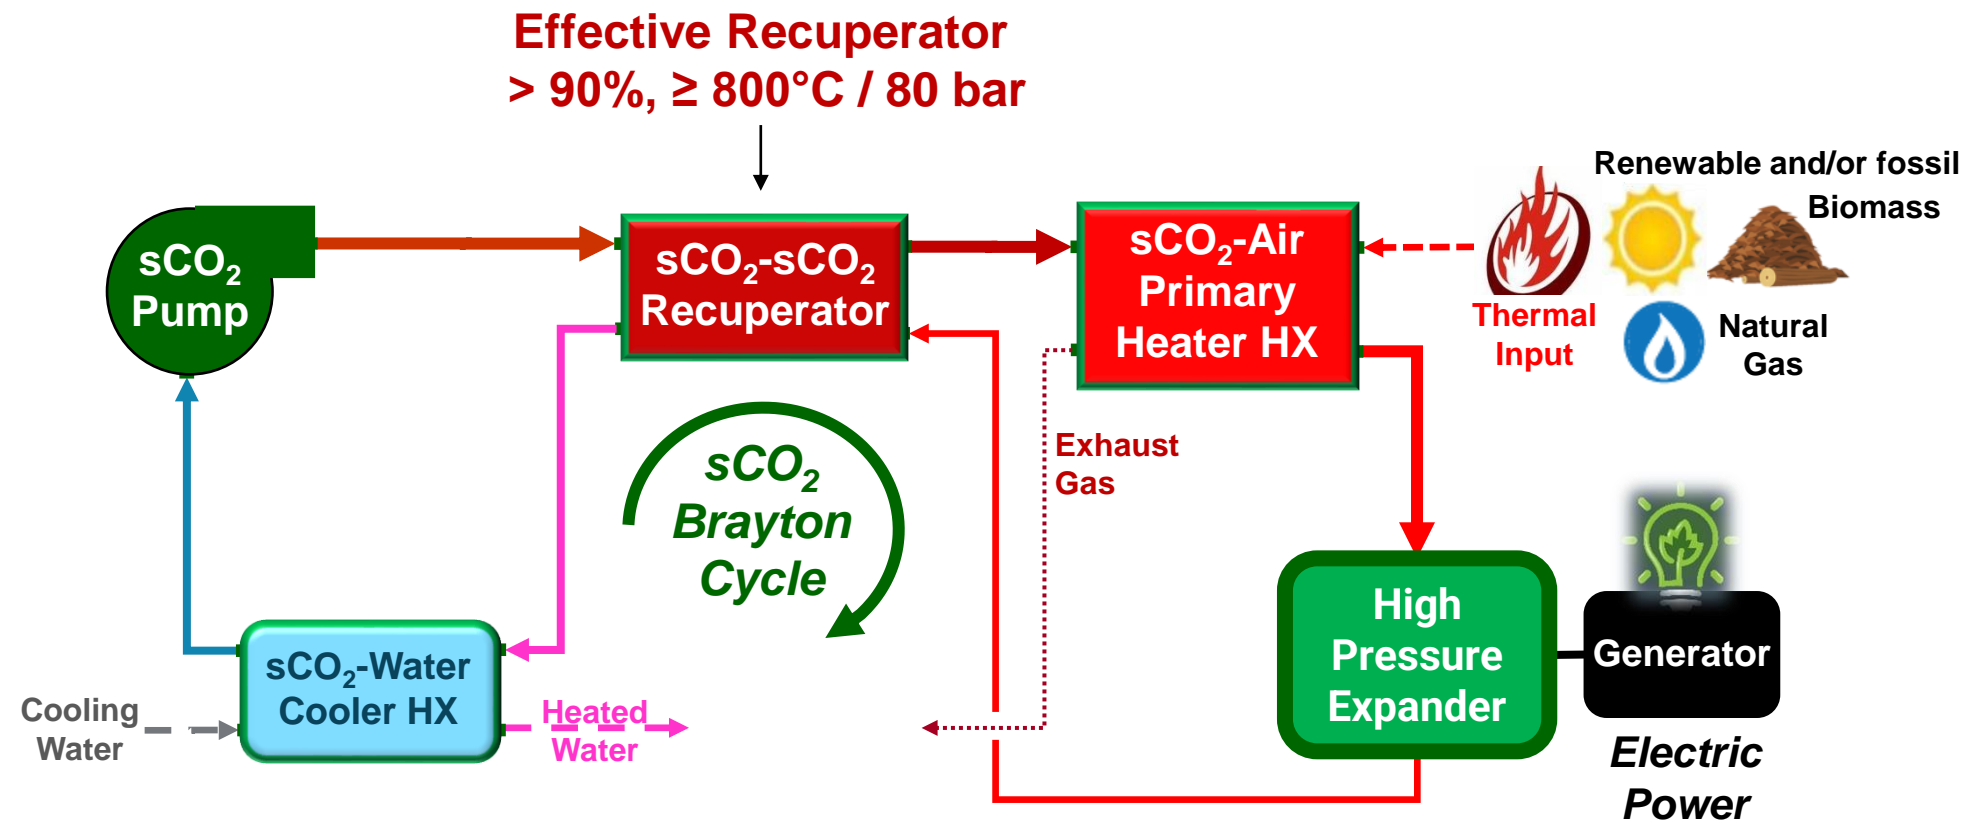 Effective Recuperator
> 90%, ≥ 800°C / 80 bar
Renewable and/or fossil
Biomass
sCO₂
Pump
sCO₂-sCO₂
Recuperator
sCO₂-Air
Primary
Heater HX
Thermal
Input
Natural
Gas
Exhaust
Gas
sCO₂
Brayton
Cycle
High
Pressure
Expander
Generator
Electric
Power
sCO₂-Water
Cooler HX
Cooling
Water
Heated
Water